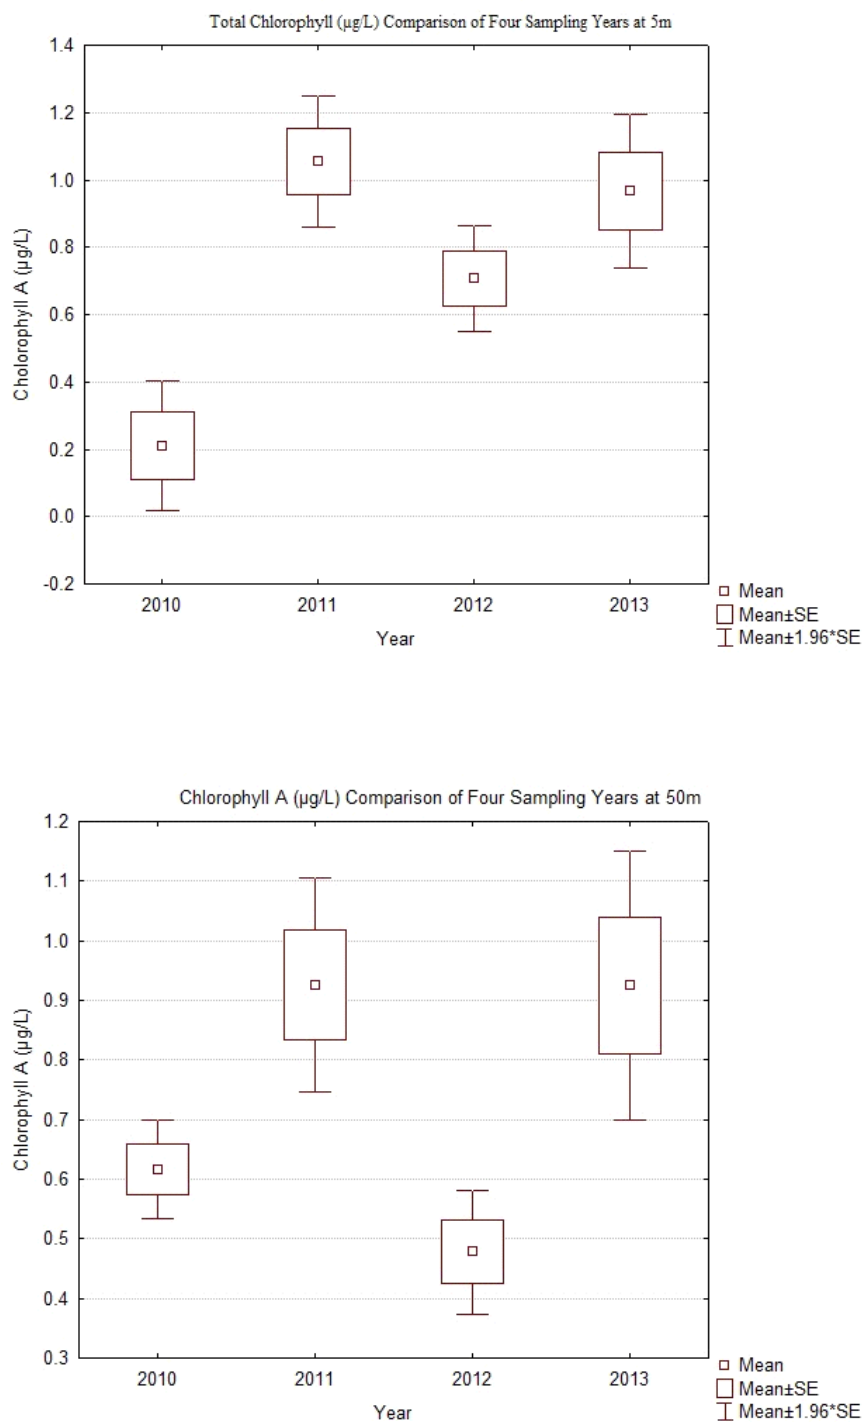 Total Chlorophyll (µg/L) Comparison of Four Sampling Years at 5m
1.4
1.2
1.0
0.8
0.6
0.4
0.2
0.0
-0.2
Cholorophyll A (µg/L)
2010 2011 2012 2013
Year
Mean
Mean±SE
Mean±1.96*SE
Chlorophyll A (µg/L) Comparison of Four Sampling Years at 50m
1.2
1.1
1.0
0.9
0.8
0.7
0.6
0.5
0.4
0.3
Chlorophyll A (µg/L)
2010 2011 2012 2013
Year
Mean
Mean±SE
Mean±1.96*SE